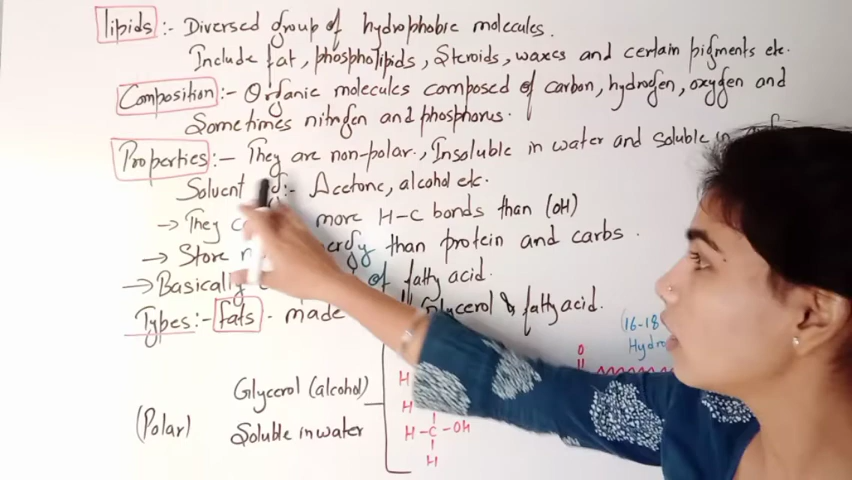 lipids :- Diversed group of hydrophobic molecules.
Include fat, phospholipids, Steroids, waxes and certain pigments etc.
Composition :- Organic molecules composed of carbon, hydrogen, oxygen and
Sometimes nitrogen and phosphorus.
Properties :- They are non-polar, Insoluble in water and soluble in
Solvent :- Acetone, alcohol etc.
→ They more H-C bonds than (OH)
→ Store than protein and carbs.
→ Basically of fatty acid.
Types:- fats - made Glycerol & fatty acid.
16-18
Hydro
O
Glycerol (alcohol)
H
(Polar)
Soluble in water
H
H-C-OH
H